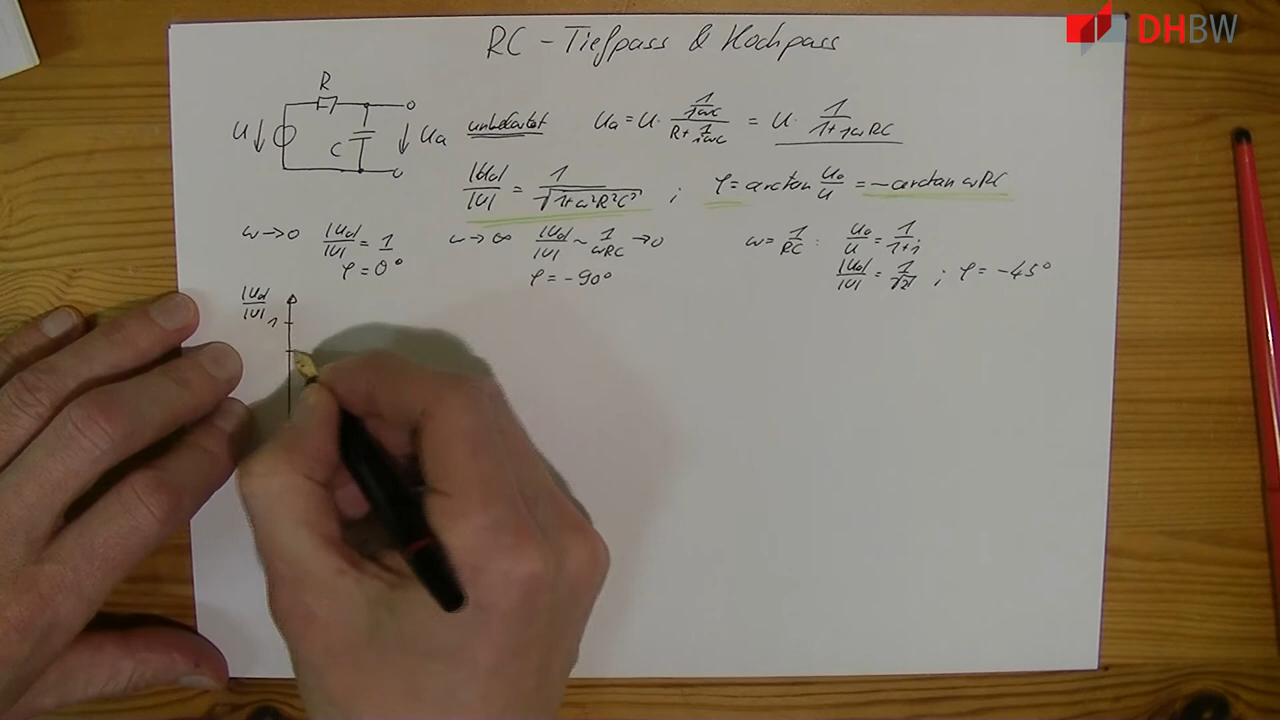 DHBW
RC - Tiefpass & Hochpass
R
U
C
Ua
unbelastet
Ua = U · (1/jωC)/(R + 1/jωC) = U · 1/(1+jωRC)
|Ua|/|U| = 1/√(1+ω²R²C²) ; φ = arctan Ua/U = -arctan ωRC
ω→0 |Ua|/|U| = 1 ω→∞ |Ua|/|U| ~ 1/ωRC →0 ω = 1/RC : Ua/U = 1/(1+j)
φ = 0° φ = -90° |Ua|/|U| = 1/√2 ; φ = -45°
|Ua|/|U|
1